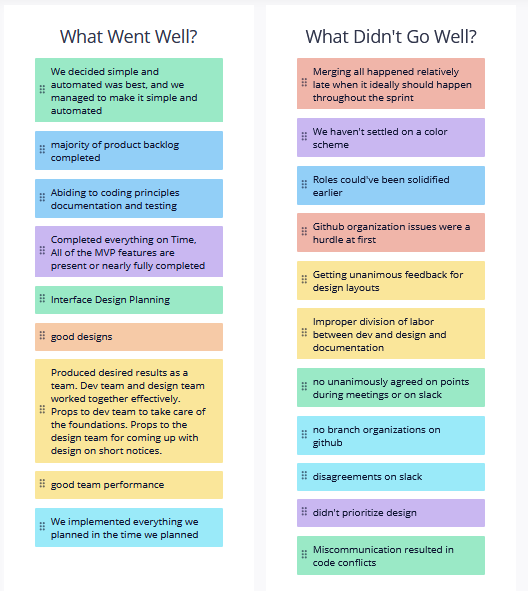 What Went Well?
We decided simple and
automated was best, and we
managed to make it simple and
automated
majority of product backlog
completed
Abiding to coding principles
documentation and testing
Completed everything on Time,
All of the MVP features are
present or nearly fully completed
Interface Design Planning
good designs
Produced desired results as a
team. Dev team and design team
worked together effectively.
Props to dev team to take care of
the foundations. Props to the
design team for coming up with
design on short notices.
good team performance
We implemented everything we
planned in the time we planned
What Didn't Go Well?
Merging all happened relatively
late when it ideally should happen
throughout the sprint
We haven't settled on a color
scheme
Roles could've been solidified
earlier
Github organization issues were a
hurdle at first
Getting unanimous feedback for
design layouts
Improper division of labor
between dev and design and
documentation
no unanimously agreed on points
during meetings or on slack
no branch organizations on
github
disagreements on slack
didn't prioritize design
Miscommunication resulted in
code conflicts